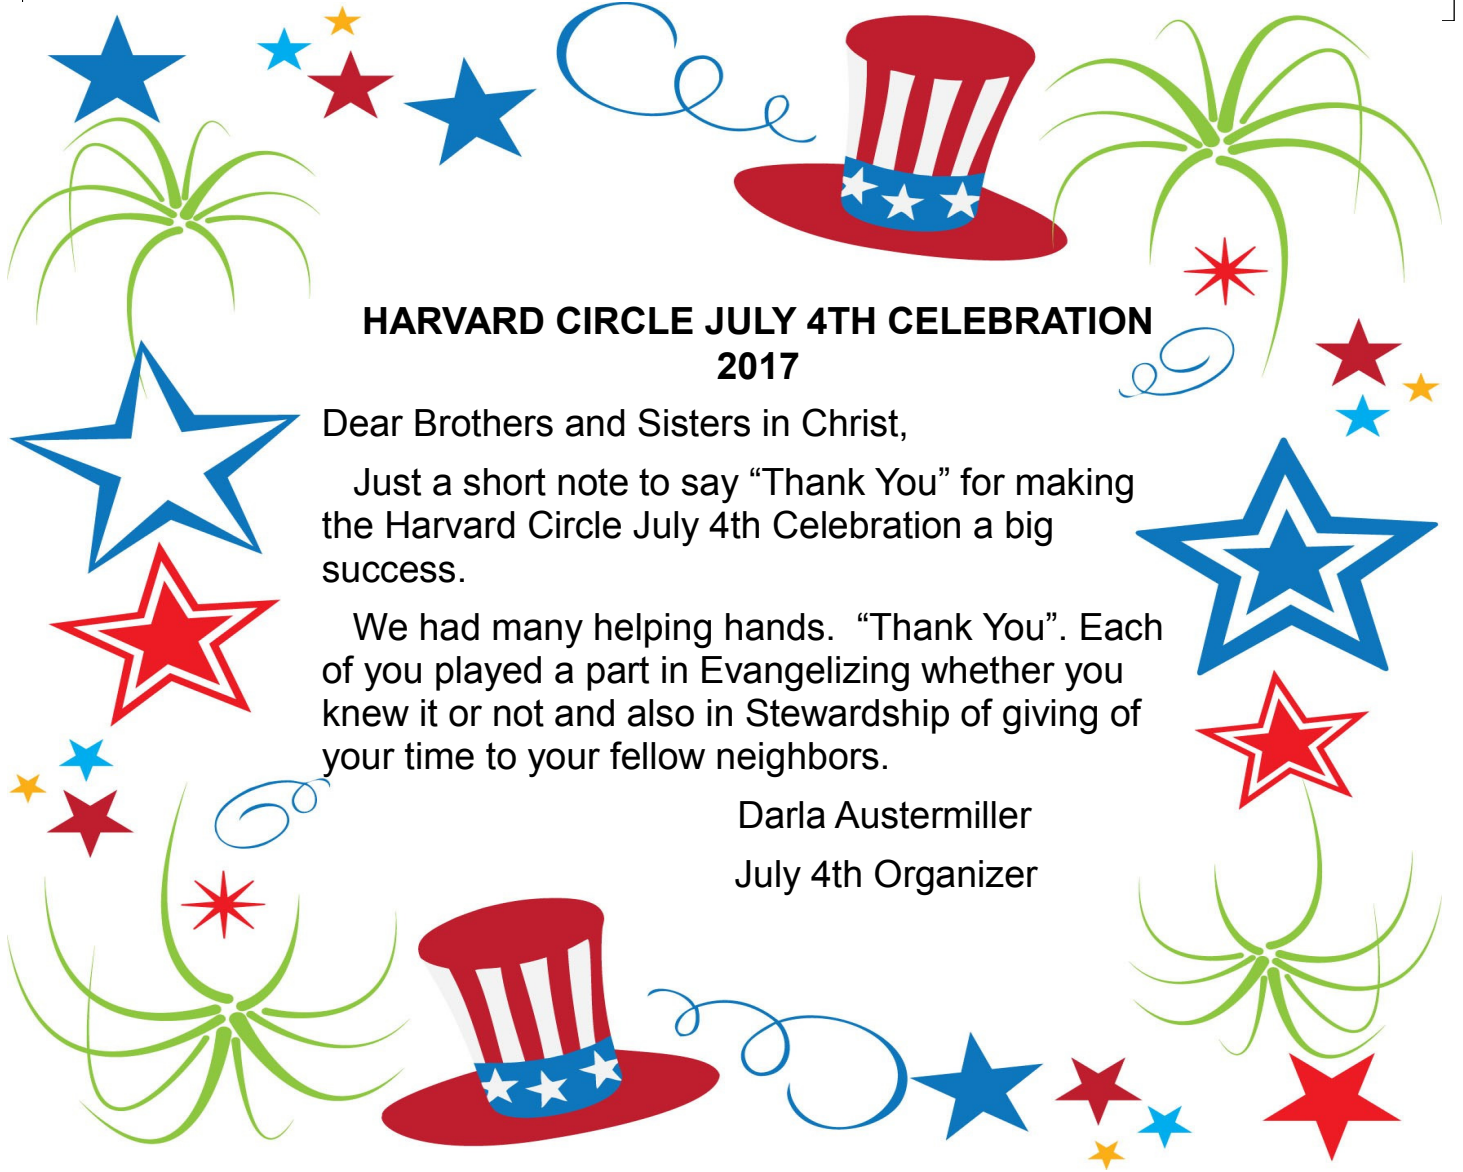 HARVARD CIRCLE JULY 4TH CELEBRATION
2017
Dear Brothers and Sisters in Christ,
Just a short note to say “Thank You” for making
the Harvard Circle July 4th Celebration a big
success.
We had many helping hands.  “Thank You”. Each
of you played a part in Evangelizing whether you
knew it or not and also in Stewardship of giving of
your time to your fellow neighbors.
Darla Austermiller
July 4th Organizer